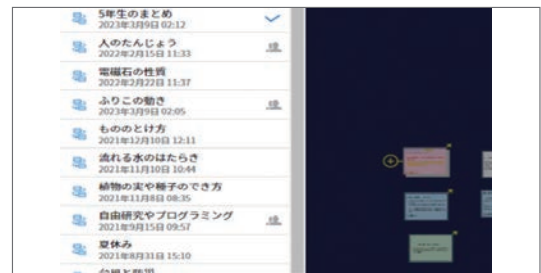 5年生のまとめ
2023年3月9日 02:12
人のたんじょう
2022年2月15日 11:33
電磁石の性質
2022年2月22日 11:37
ふりこの動き
2023年3月9日 02:05
もののとけ方
2021年12月10日 12:11
流れる水のはたらき
2021年11月10日 10:44
植物の実や種子のでき方
2021年11月8日 08:35
自由研究やプログラミング
2021年9月15日 09:57
夏休み
2021年8月31日 15:10